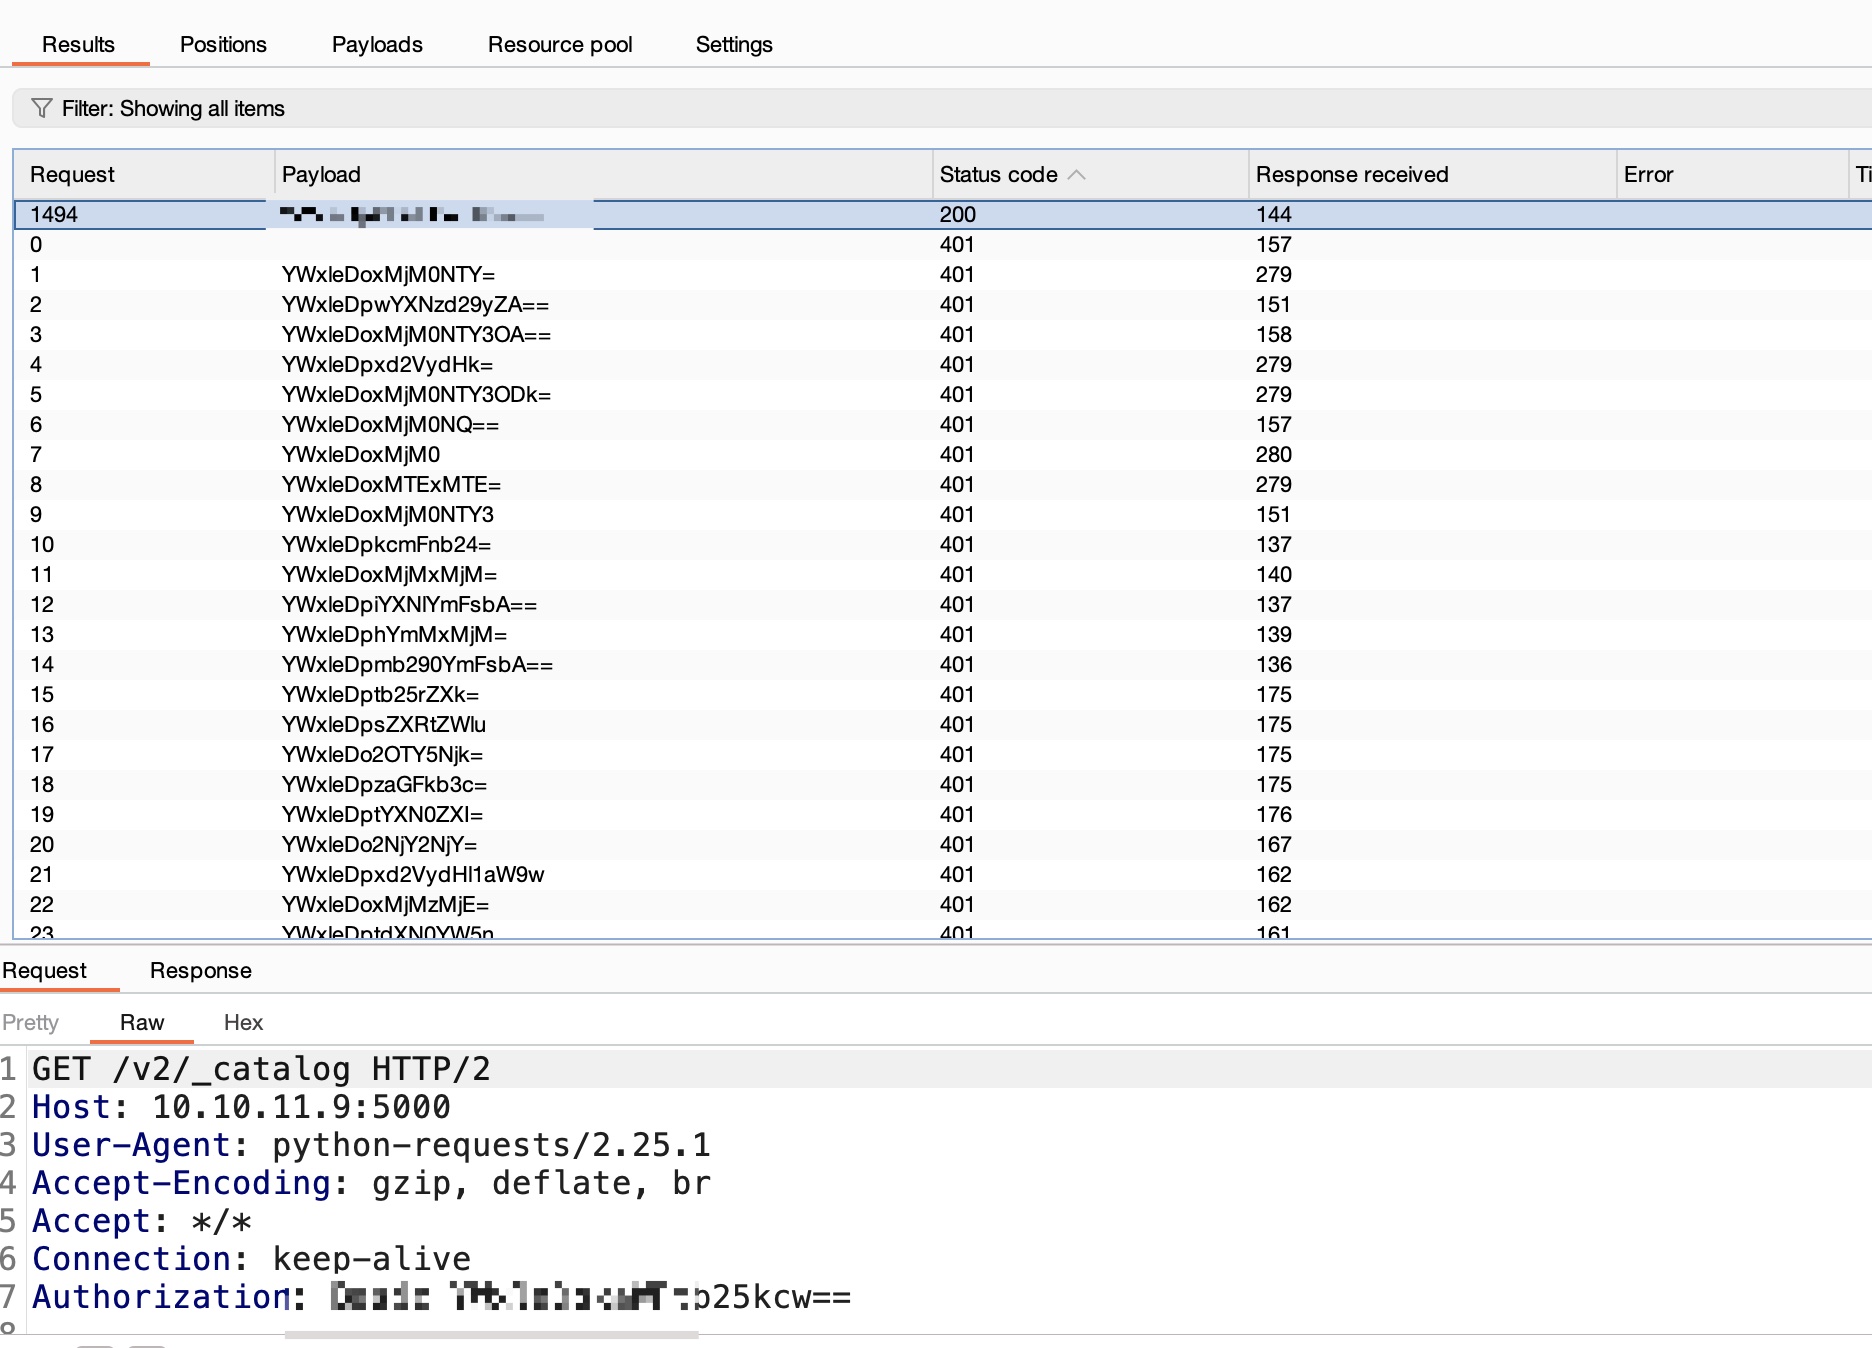 Results Positions Payloads Resource pool Settings
Filter: Showing all items
Request Payload Status code Response received Error Ti
1494 200 144
0 401 157
1 YWxleDoxMjM0NTY= 401 279
2 YWxleDpwYXNzd29yZA== 401 151
3 YWxleDoxMjM0NTY3OA== 401 158
4 YWxleDpxd2VydHk= 401 279
5 YWxleDoxMjM0NTY3ODk= 401 279
6 YWxleDoxMjM0NQ== 401 157
7 YWxleDoxMjM0 401 280
8 YWxleDoxMTExMTE= 401 279
9 YWxleDoxMjM0NTY3 401 151
10 YWxleDpkcmFnb24= 401 137
11 YWxleDoxMjMxMjM= 401 140
12 YWxleDpiYXNlYmFsbA== 401 137
13 YWxleDphYmMxMjM= 401 139
14 YWxleDpmb290YmFsbA== 401 136
15 YWxleDptb25rZXk= 401 175
16 YWxleDpsZXRtZWlu 401 175
17 YWxleDo2OTY5Njk= 401 175
18 YWxleDpzaGFkb3c= 401 175
19 YWxleDptYXN0ZXI= 401 176
20 YWxleDo2NjY2NjY= 401 167
21 YWxleDpxd2VydHl1aW9w 401 162
22 YWxleDoxMjMzMjE= 401 162
23 YWxleDptdXN0YW5n 401 161
Request Response
Pretty Raw Hex
1 GET /v2/_catalog HTTP/2
2 Host: 10.10.11.9:5000
3 User-Agent: python-requests/2.25.1
4 Accept-Encoding: gzip, deflate, br
5 Accept: */*
6 Connection: keep-alive
7 Authorization: b25kcw==
8